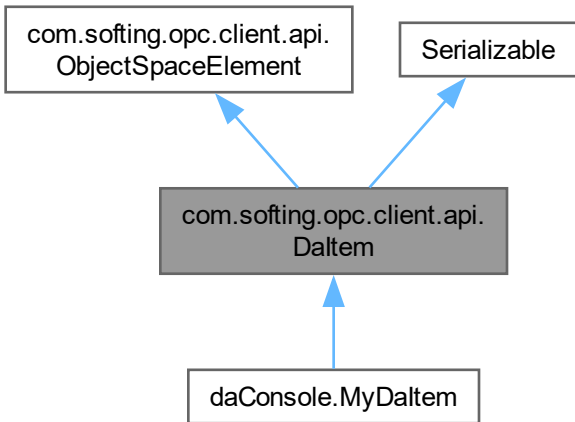 com.softing.opc.client.api.
ObjectSpaceElement
Serializable
com.softing.opc.client.api.
DaItem
daConsole.MyDaItem